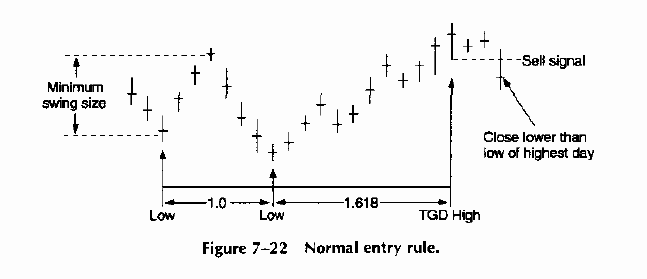 Sell signal
Minimum
swing size
Close lower than
low of highest day
1.0
1.618
Low
Low
TGD High
Figure 7–22 Normal entry rule.